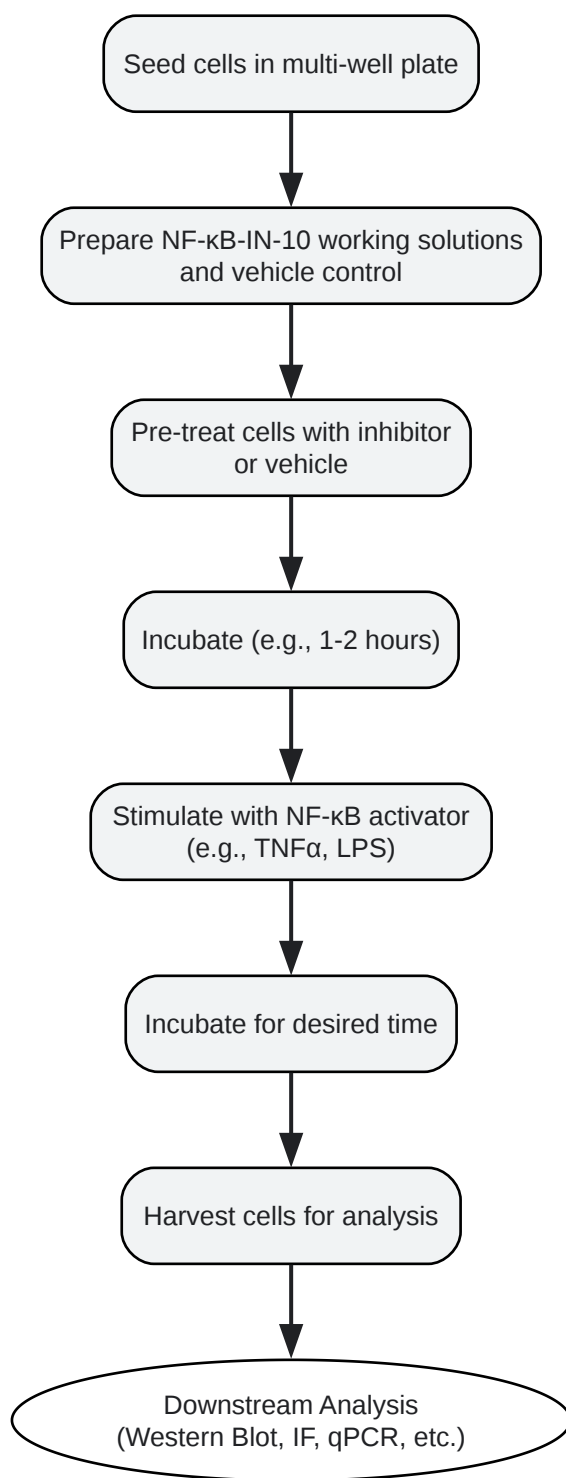 Seed cells in multi-well plate
Prepare NF-κB-IN-10 working solutions
and vehicle control
Pre-treat cells with inhibitor
or vehicle
Incubate (e.g., 1-2 hours)
Stimulate with NF-κB activator
(e.g., TNFα, LPS)
Incubate for desired time
Harvest cells for analysis
Downstream Analysis
(Western Blot, IF, qPCR, etc.)